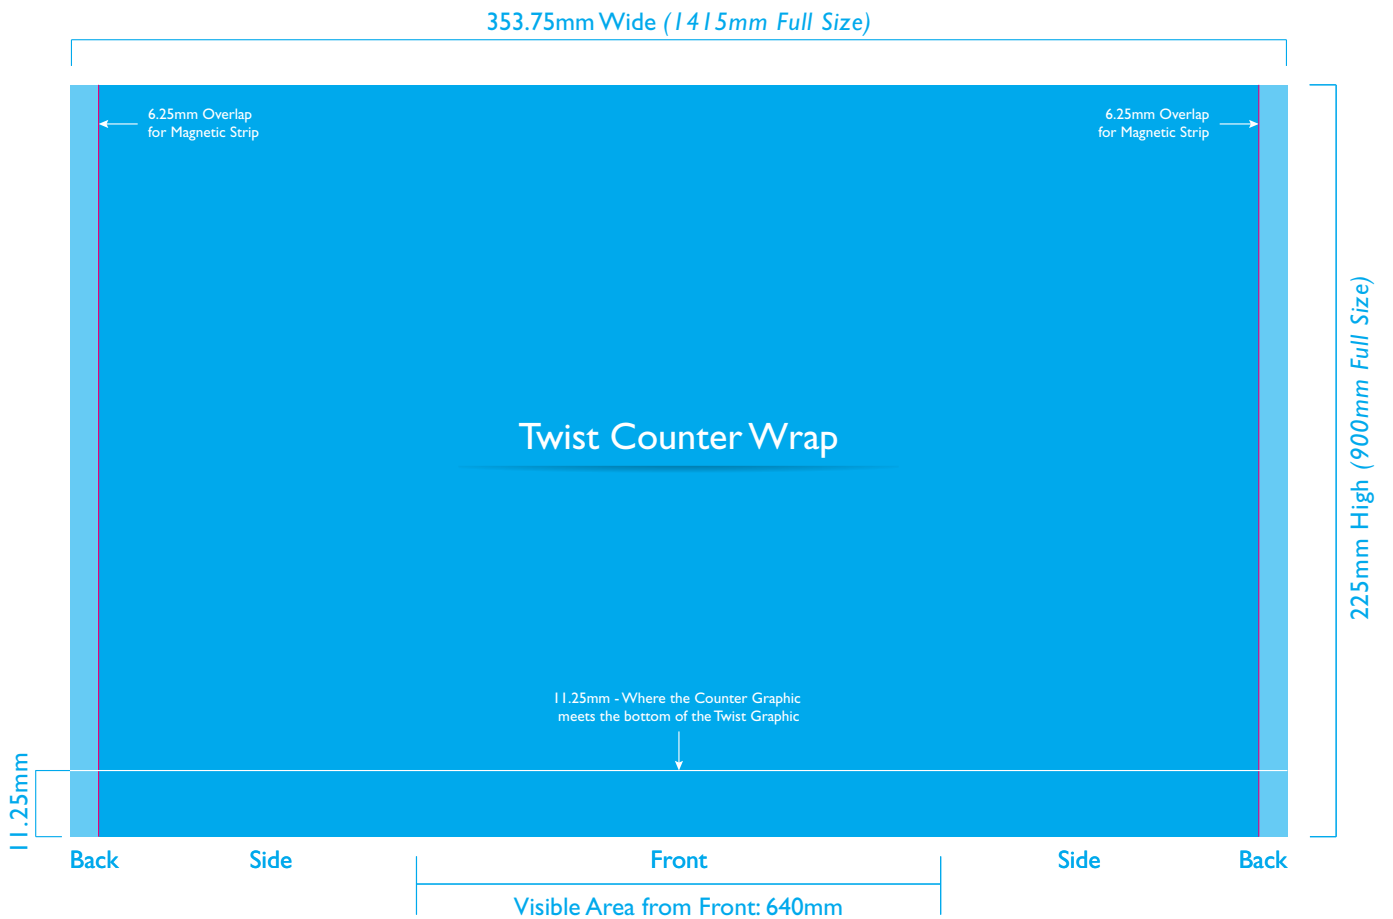 353.75mm Wide (1415mm Full Size)
6.25mm Overlap
for Magnetic Strip
6.25mm Overlap
for Magnetic Strip
225mm High (900mm Full Size)
Twist Counter Wrap
11.25mm - Where the Counter Graphic
meets the bottom of the Twist Graphic
11.25mm
Back
Side
Front
Side
Back
Visible Area from Front: 640mm